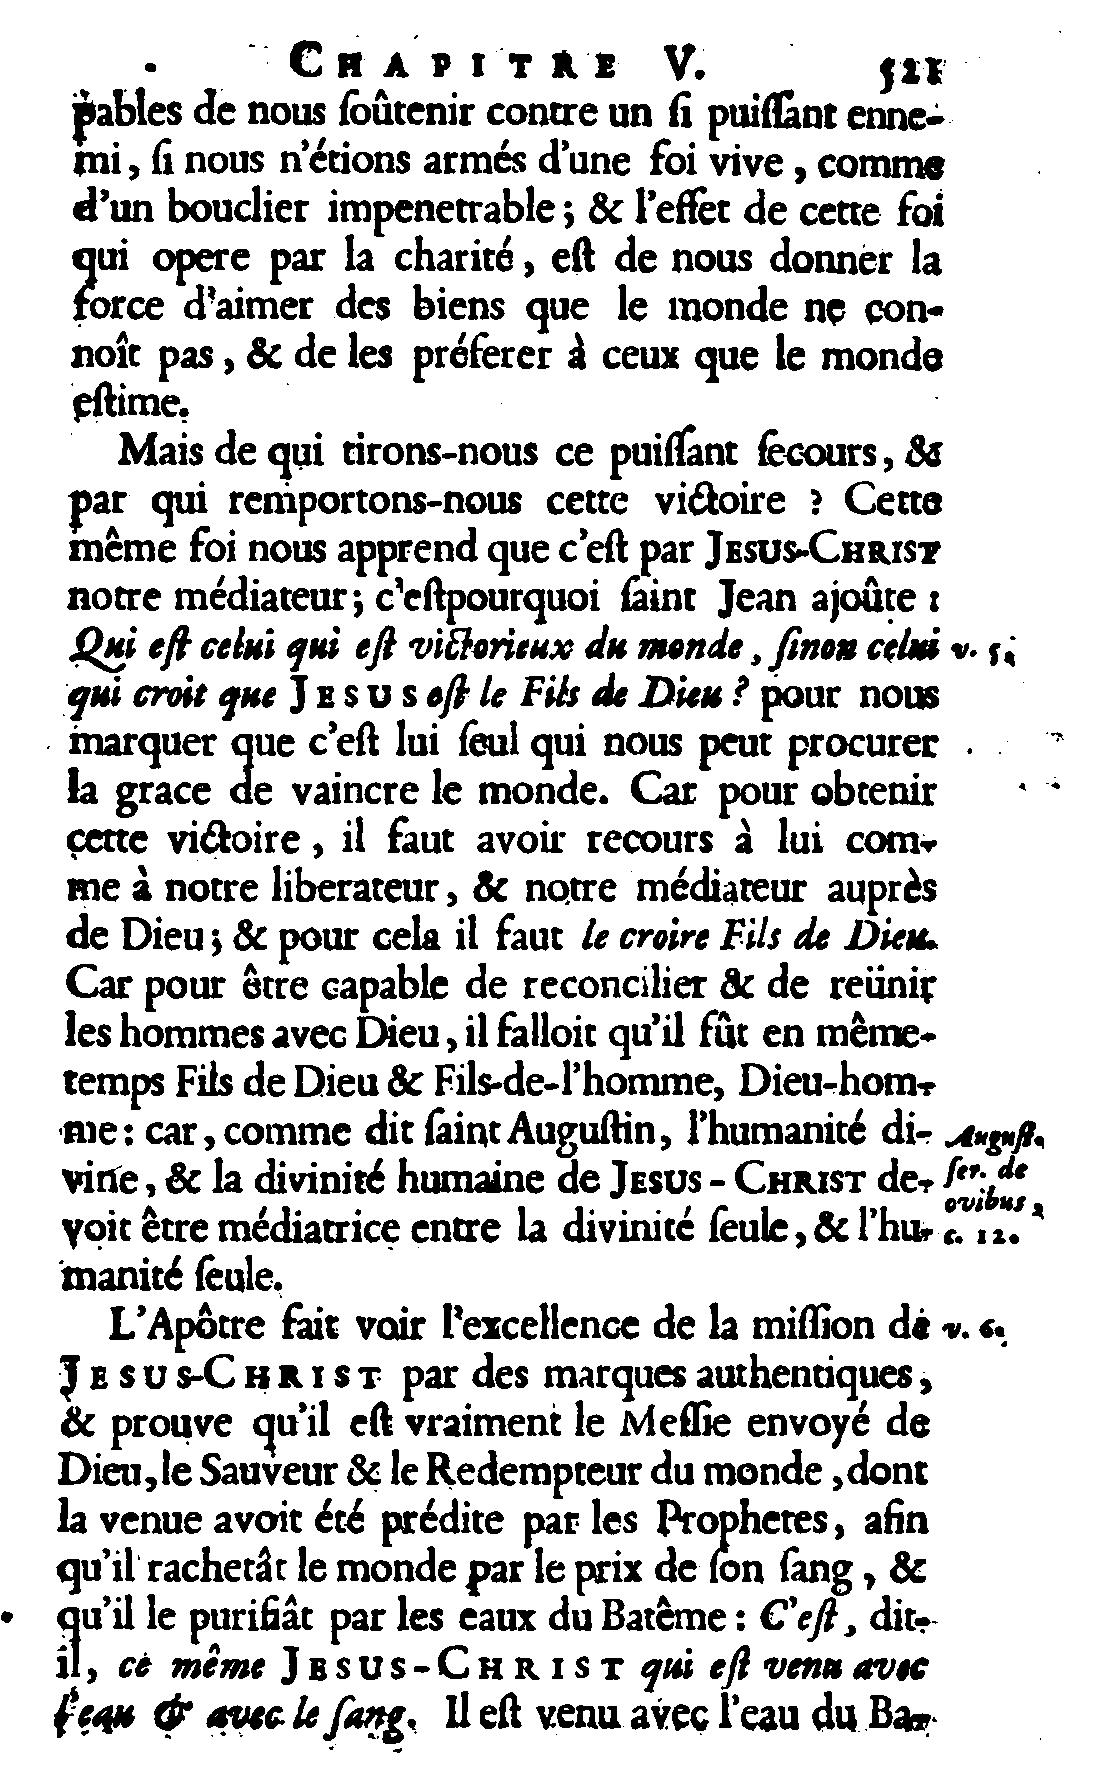 CHAPITRE V. 521
pables de nous ſoûtenir contre un ſi puiſſant enne-
mi, ſi nous n'étions armés d'une foi vive, comme
d'un bouclier impenetrable; & l'effet de cette foi
qui opere par la charité, eſt de nous donner la
force d'aimer des biens que le monde ne con-
noît pas, & de les préferer à ceux que le monde
eſtime.
Mais de qui tirons-nous ce puiſſant ſecours, &
par qui remportons-nous cette victoire ? Cette
même foi nous apprend que c'eſt par JESUS-CHRIST
notre médiateur; c'eſtpourquoi ſaint Jean ajoûte :
Qui eſt celui qui eſt victorieux du monde, ſinon celui v. 5.
qui croit que JESUS eſt le Fils de Dieu ? pour nous
marquer que c'eſt lui ſeul qui nous peut procurer
la grace de vaincre le monde. Car pour obtenir
cette victoire, il faut avoir recours à lui com-
me à notre liberateur, & notre médiateur auprès
de Dieu; & pour cela il faut le croire Fils de Dieu.
Car pour être capable de reconcilier & de reünir
les hommes avec Dieu, il falloit qu'il fût en même-
temps Fils de Dieu & Fils-de-l'homme, Dieu-hom-
me: car, comme dit ſaint Auguſtin, l'humanité di- Auguſt.
vine, & la divinité humaine de JESUS-CHRIST de- ſer. de
ovibus,
voit être médiatrice entre la divinité ſeule, & l'hu- c. 12.
manité ſeule.
L'Apôtre fait voir l'excellence de la miſſion de v. 6.
JESUS-CHRIST par des marques authentiques,
& prouve qu'il eſt vraiment le Meſſie envoyé de
Dieu, le Sauveur & le Redempteur du monde, dont
la venue avoit été prédite par les Prophetes, afin
qu'il rachetât le monde par le prix de ſon ſang, &
qu'il le purifiât par les eaux du Batême : C'eſt, dit-
il, ce même JESUS-CHRIST qui eſt venu avec
l'eau & avec le ſang. Il eſt venu avec l'eau du Ba-